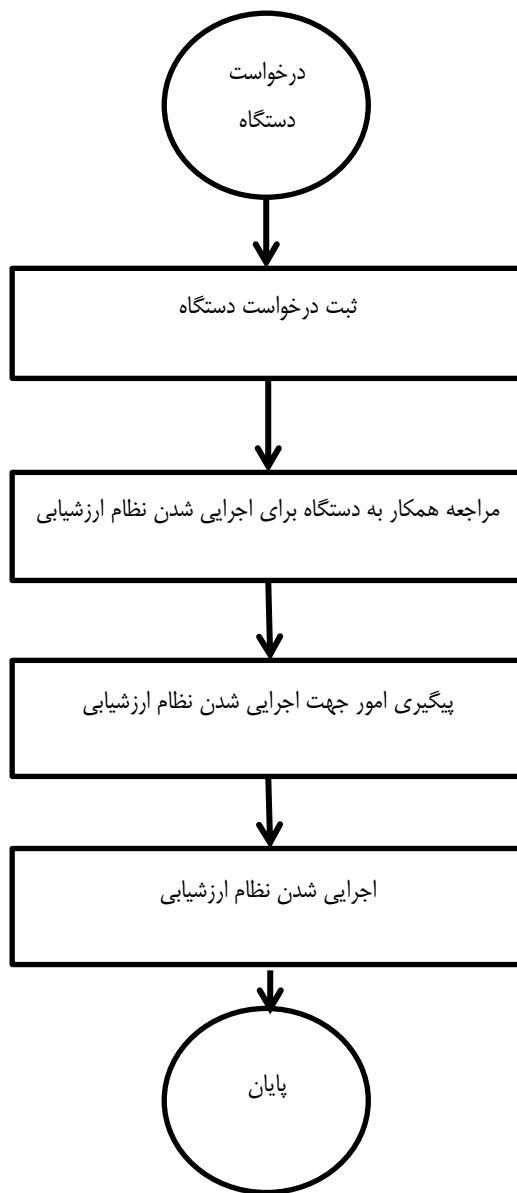 درخواست
دستگاه
ثبت درخواست دستگاه
مراجعه همکار به دستگاه برای اجرایی شدن نظام ارزشیابی
پیگیری امور جهت اجرایی شدن نظام ارزشیابی
اجرایی شدن نظام ارزشیابی
پایان